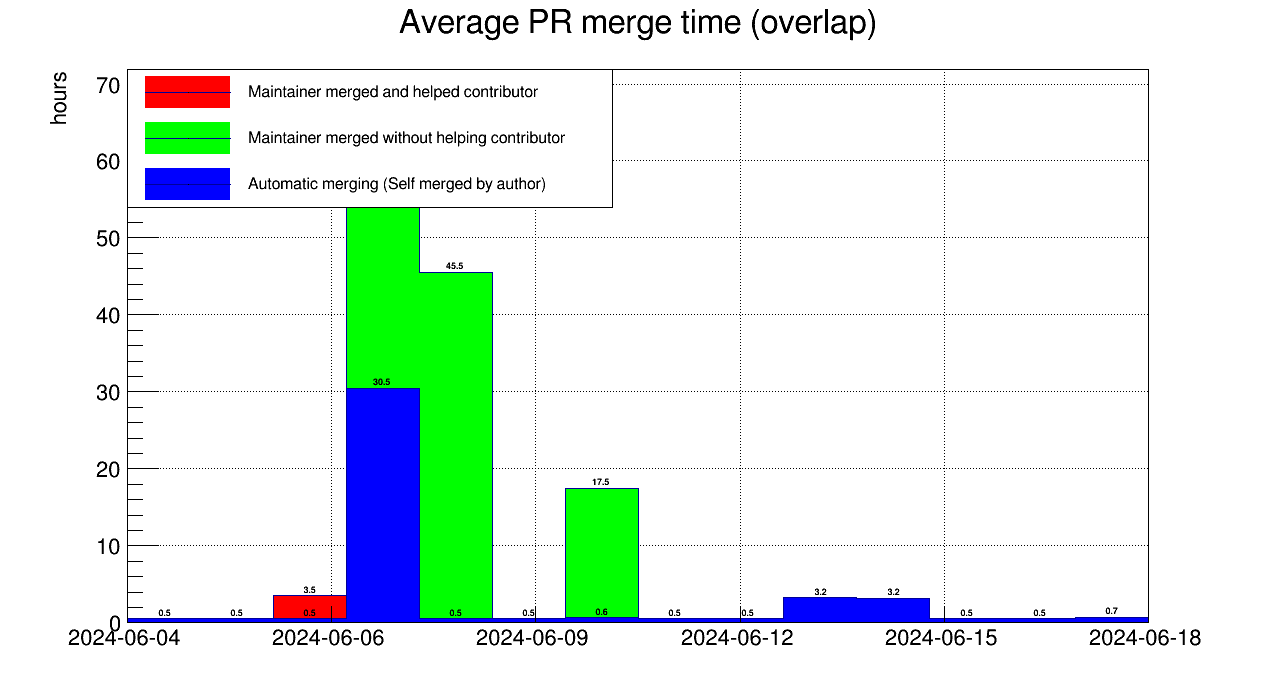 Average PR merge time (overlap)
hours
70
60
50
40
30
20
10
0
Maintainer merged and helped contributor
Maintainer merged without helping contributor
Automatic merging (Self merged by author)
45.5
30.5
17.5
3.5
3.2 3.2
0.5 0.5 0.5 0.5 0.5 0.6 0.5 0.5 0.5 0.5 0.7
2024-06-04 2024-06-06 2024-06-09 2024-06-12 2024-06-15 2024-06-18